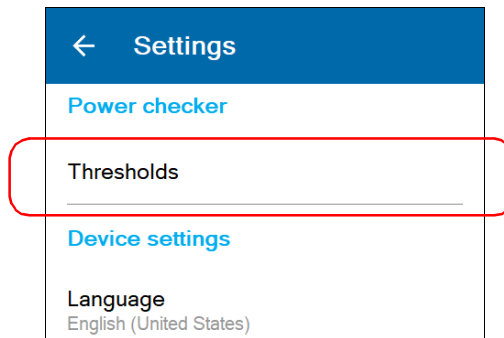 Settings
Power checker
Thresholds
Device settings
Language
English (United States)